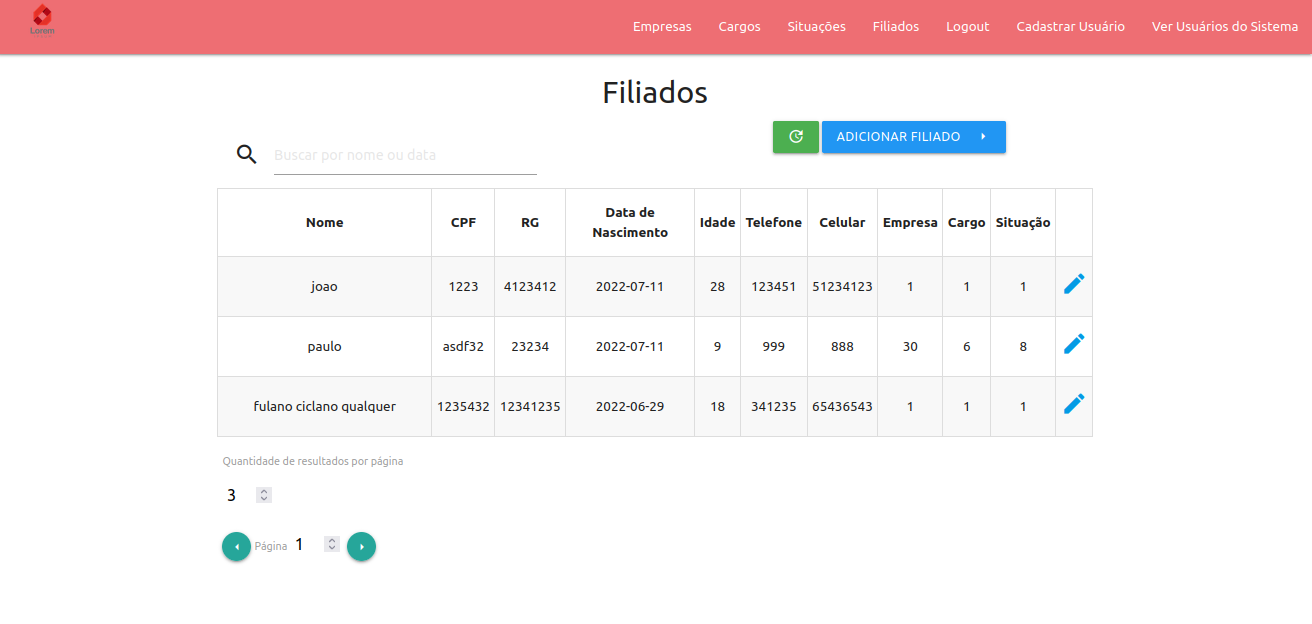 Lorem
Empresas Cargos Situações Filiados Logout Cadastrar Usuário Ver Usuários do Sistema
Filiados
ADICIONAR FILIADO
Buscar por nome ou data
Nome CPF RG Data de Nascimento Idade Telefone Celular Empresa Cargo Situação
joao 1223 4123412 2022-07-11 28 123451 51234123 1 1 1
paulo asdf32 23234 2022-07-11 9 999 888 30 6 8
fulano ciclano qualquer 1235432 12341235 2022-06-29 18 341235 65436543 1 1 1
Quantidade de resultados por página
3
Página 1